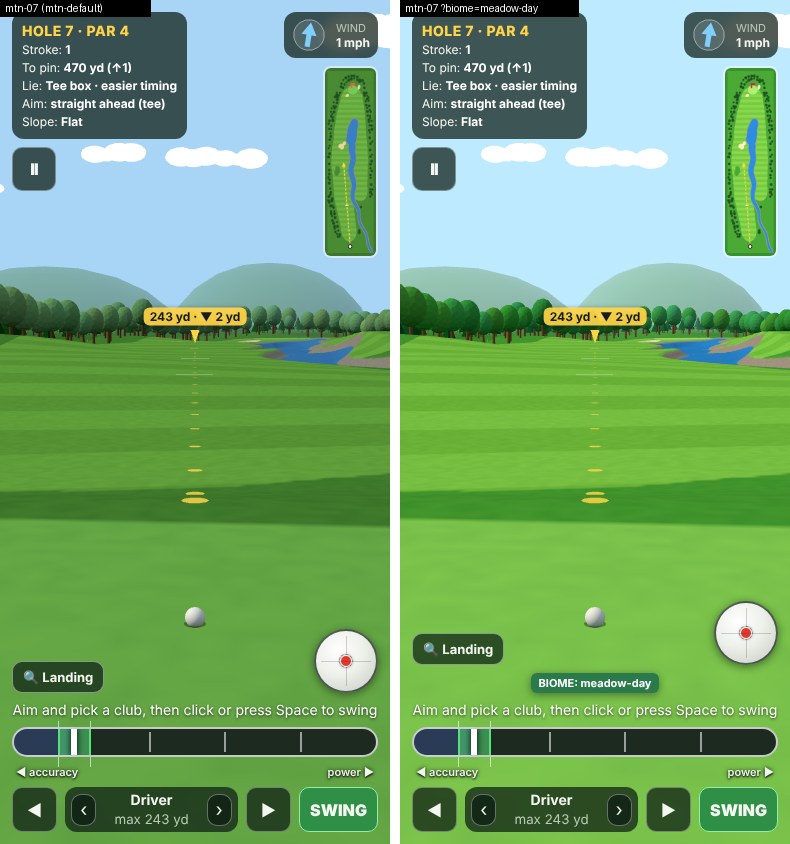 mtn-07 (mtn-default)
HOLE 7 · PAR 4
Stroke: 1
To pin: 470 yd (↑1)
Lie: Tee box · easier timing
Aim: straight ahead (tee)
Slope: Flat
WIND
1 mph
243 yd · ▼ 2 yd
🔍 Landing
Aim and pick a club, then click or press Space to swing
◀ accuracy
power ▶
◀
‹
Driver
max 243 yd
›
▶
SWING
mtn-07 ?biome=meadow-day
HOLE 7 · PAR 4
Stroke: 1
To pin: 470 yd (↑1)
Lie: Tee box · easier timing
Aim: straight ahead (tee)
Slope: Flat
WIND
1 mph
243 yd · ▼ 2 yd
🔍 Landing
BIOME: meadow-day
Aim and pick a club, then click or press Space to swing
◀ accuracy
power ▶
◀
‹
Driver
max 243 yd
›
▶
SWING